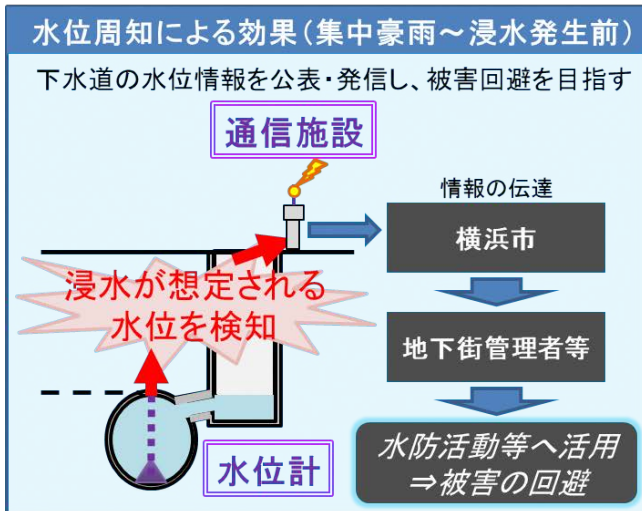 水位周知による効果(集中豪雨～浸水発生前)
下水道の水位情報を公表・発信し、被害回避を目指す
通信施設
情報の伝達
横浜市
浸水が想定される
水位を検知
地下街管理者等
水位計
水防活動等へ活用
⇒被害の回避